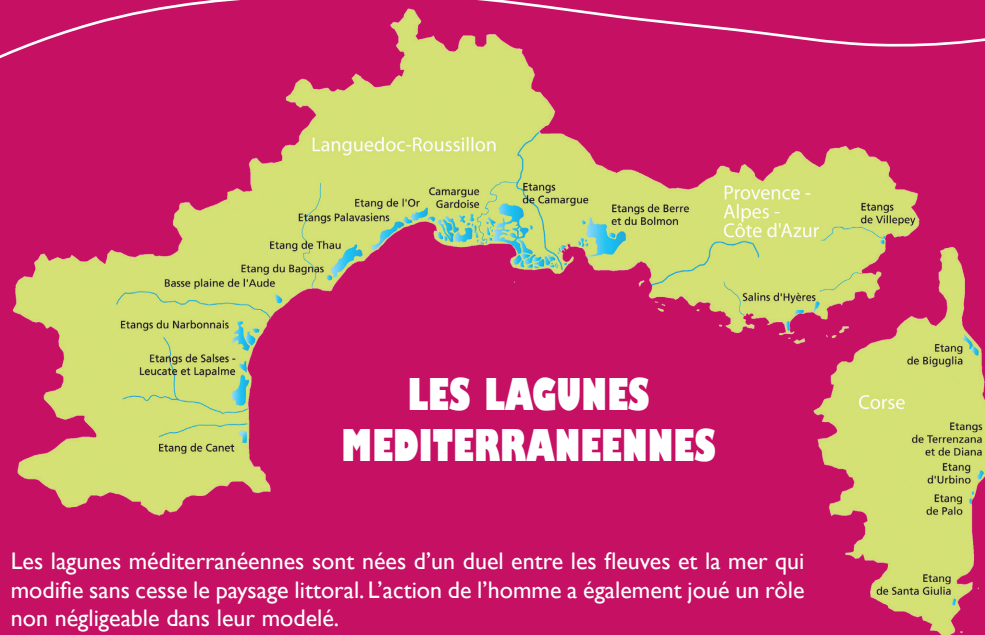 Languedoc-Roussillon
Camargue
Gardoise
Etangs
de Camargue
Etang de l'Or
Etangs Palavasiens
Etang de Thau
Etang du Bagnas
Basse plaine de l'Aude
Etangs du Narbonnais
Etangs de Salses -
Leucate et Lapalme
Etang de Canet
Etangs de Berre
et du Bolmon
Provence -
Alpes -
Côte d'Azur
Etangs
de Villepey
Salins d'Hyères
LES LAGUNES
MEDITERRANEENNES
Corse
Etang
de Biguglia
Etangs
de Terrenzana
et de Diana
Etang
d'Urbino
Etang
de Palo
Etang
de Santa Giulia
Les lagunes méditerranéennes sont nées d'un duel entre les fleuves et la mer qui
modifie sans cesse le paysage littoral. L'action de l'homme a également joué un rôle
non négligeable dans leur modelé.